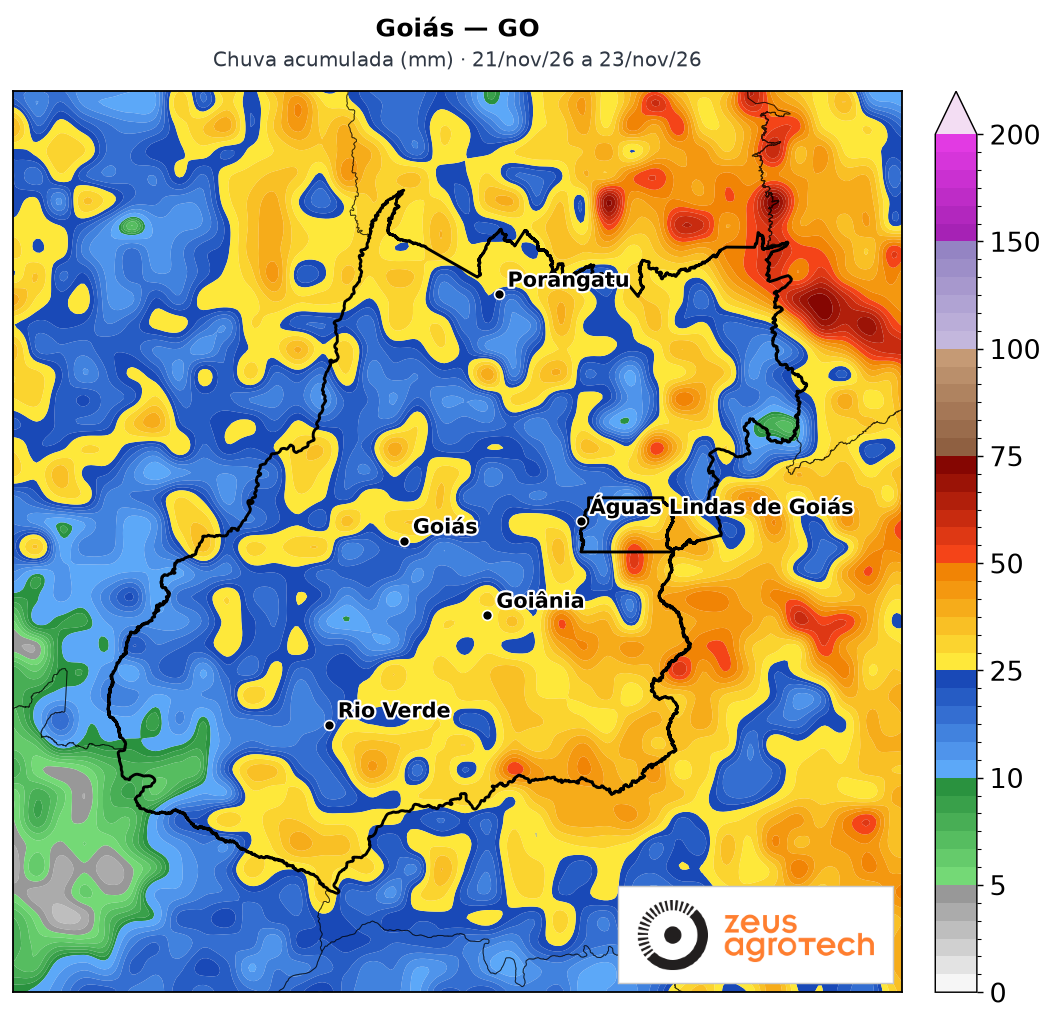 Goiás — GO
Chuva acumulada (mm) · 21/nov/26 a 23/nov/26
200
150
100
75
50
25
10
5
0
Porangatu
Águas Lindas de Goiás
Goiás
Goiânia
Rio Verde
zeus
agrotech